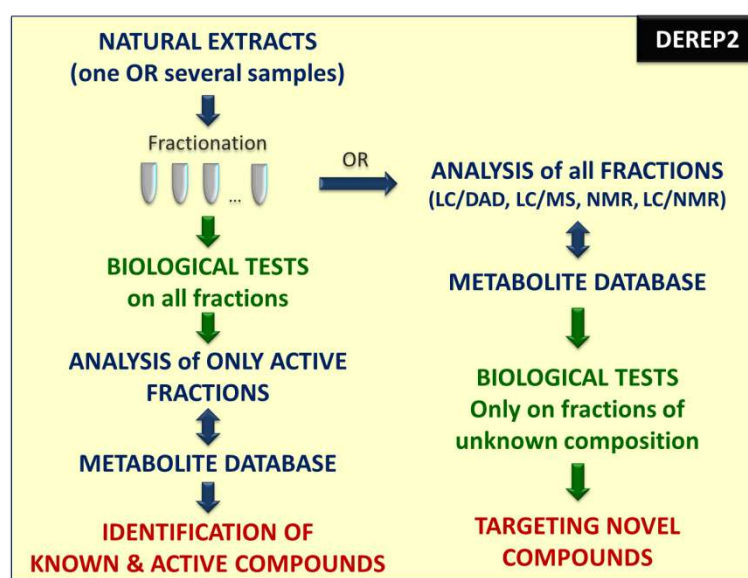 DEREP2
NATURAL EXTRACTS
(one OR several samples)
Fractionation
...
OR
BIOLOGICAL TESTS
on all fractions
ANALYSIS of ONLY ACTIVE
FRACTIONS
METABOLITE DATABASE
IDENTIFICATION OF
KNOWN & ACTIVE COMPOUNDS
ANALYSIS of all FRACTIONS
(LC/DAD, LC/MS, NMR, LC/NMR)
METABOLITE DATABASE
BIOLOGICAL TESTS
Only on fractions of
unknown composition
TARGETING NOVEL
COMPOUNDS